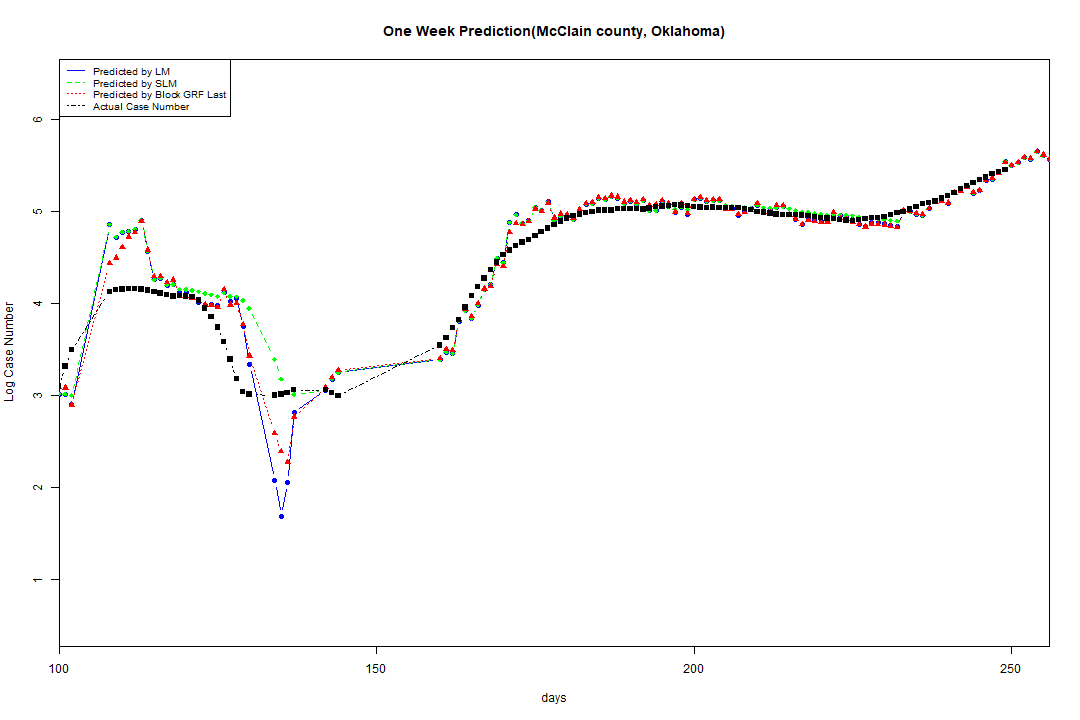 One Week Prediction(McClain county, Oklahoma)
Predicted by LM
Predicted by SLM
Predicted by Block GRF Last
Actual Case Number
6
5
4
3
2
1
Log Case Number
100 150 200 250
days